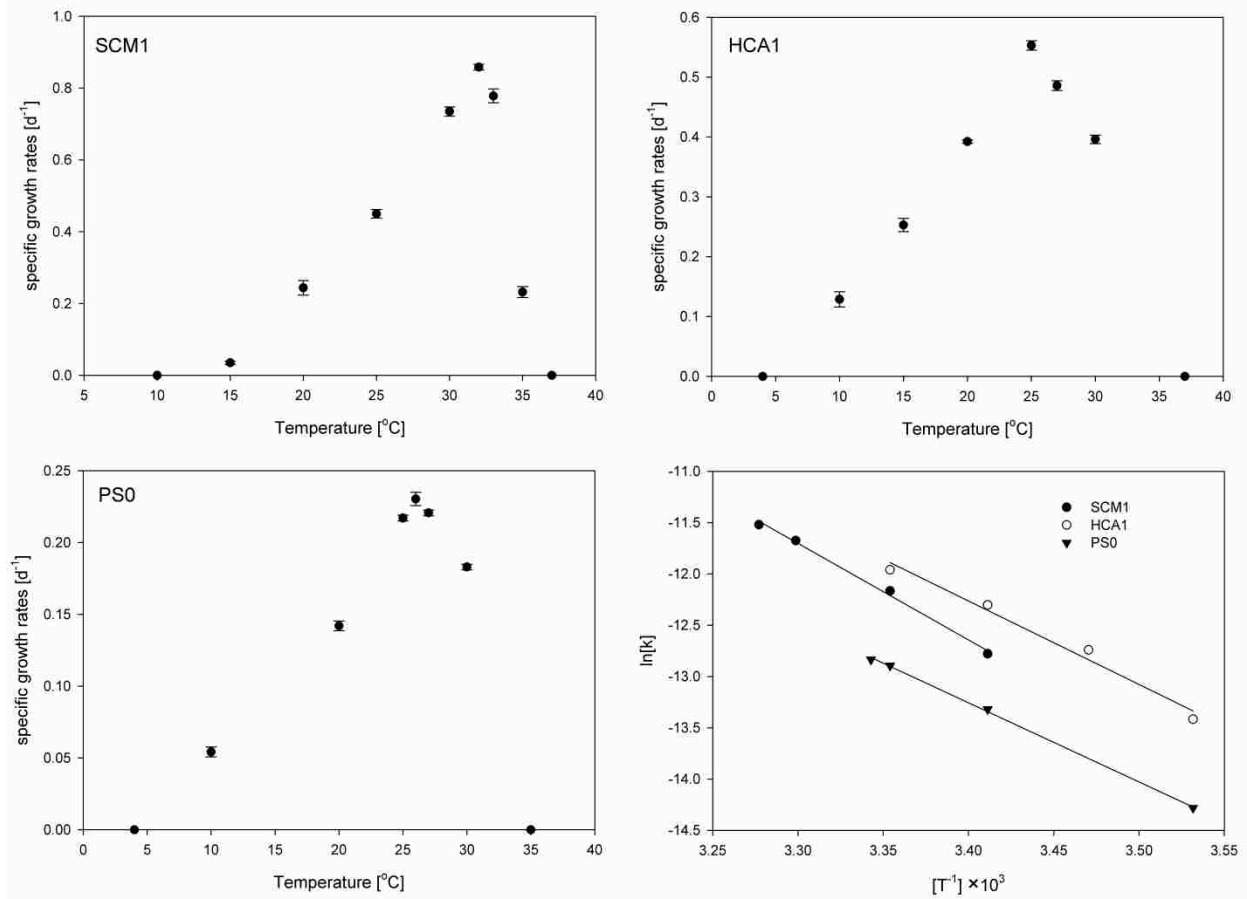 SCM1
specific growth rates [d⁻¹]
1.0
0.8
0.6
0.4
0.2
0.0
5 10 15 20 25 30 35 40
Temperature [°C]
HCA1
specific growth rates [d⁻¹]
0.6
0.5
0.4
0.3
0.2
0.1
0.0
0 5 10 15 20 25 30 35 40
Temperature [°C]
PS0
specific growth rates [d⁻¹]
0.25
0.20
0.15
0.10
0.05
0.00
0 5 10 15 20 25 30 35 40
Temperature [°C]
SCM1
HCA1
PS0
ln[k]
-11.0
-11.5
-12.0
-12.5
-13.0
-13.5
-14.0
-14.5
3.25 3.30 3.35 3.40 3.45 3.50 3.55
[T⁻¹] ×10³